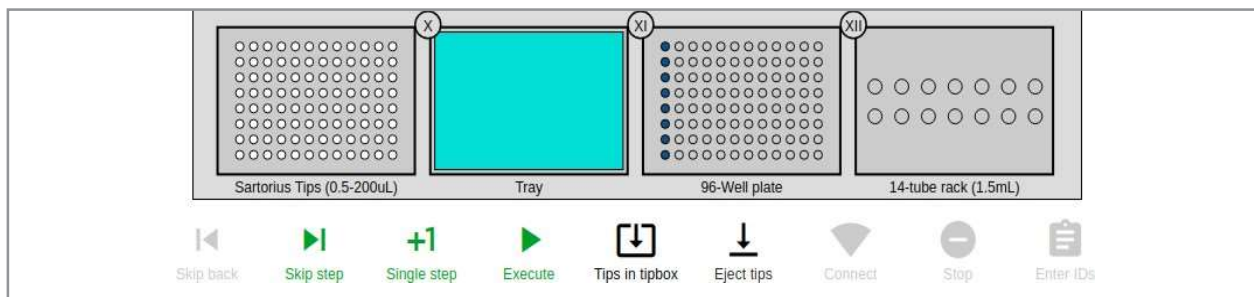 X XI XII
Sartorius Tips (0.5-200uL) Tray 96-Well plate 14-tube rack (1.5mL)
+1
Skip back Skip step Single step Execute Tips in tipbox Eject tips Connect Stop Enter IDs